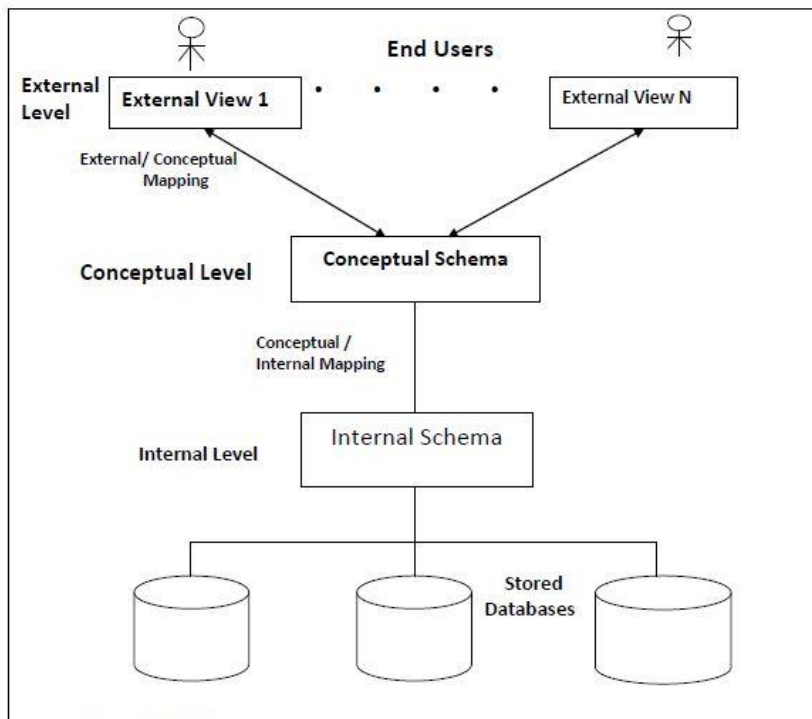 End Users
External
Level
External View 1
External View N
External/ Conceptual
Mapping
Conceptual Level
Conceptual Schema
Conceptual /
Internal Mapping
Internal Level
Internal Schema
Stored
Databases